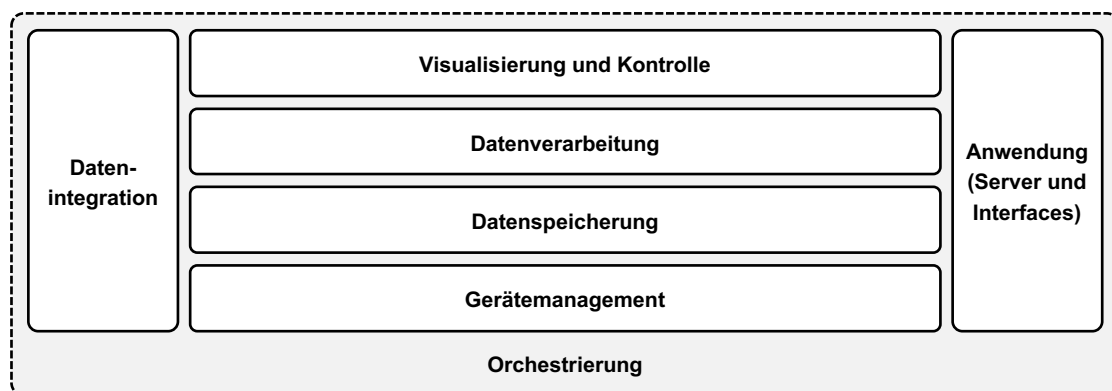 Daten-
integration
Visualisierung und Kontrolle
Datenverarbeitung
Datenspeicherung
Gerätemanagement
Anwendung
(Server und
Interfaces)
Orchestrierung